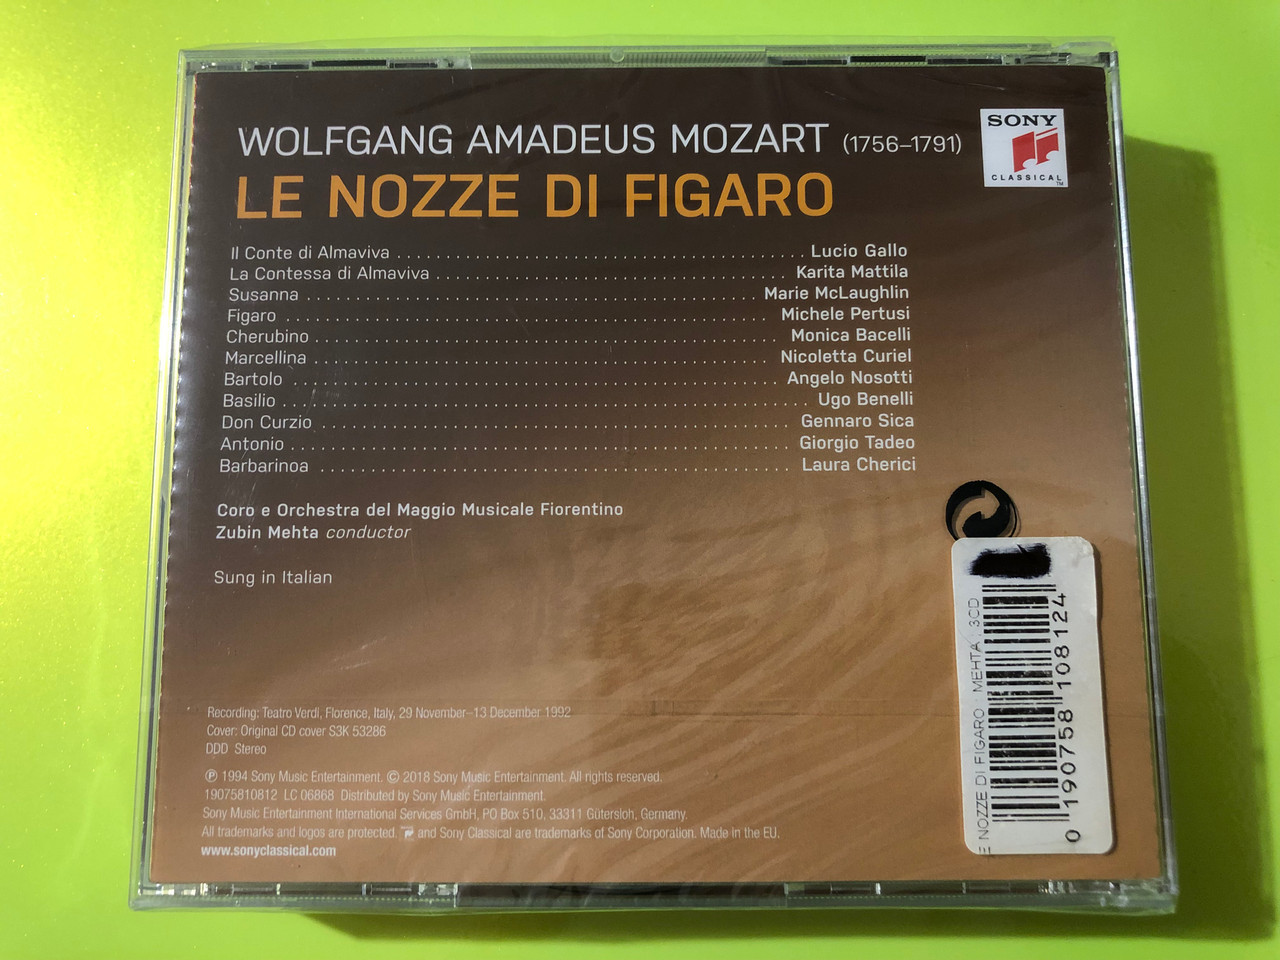 WOLFGANG AMADEUS MOZART (1756–1791)
LE NOZZE DI FIGARO
SONY
CLASSICAL™
Il Conte di Almaviva Lucio Gallo
La Contessa di Almaviva Karita Mattila
Susanna Marie McLaughlin
Figaro Michele Pertusi
Cherubino Monica Bacelli
Marcellina Nicoletta Curiel
Bartolo Angelo Nosotti
Basilio Ugo Benelli
Don Curzio Gennaro Sica
Antonio Giorgio Tadeo
Barbarinoa Laura Cherici
Coro e Orchestra del Maggio Musicale Fiorentino
Zubin Mehta conductor
Sung in Italian
Recording: Teatro Verdi, Florence, Italy, 29 November–13 December 1992
Cover: Original CD cover S3K 53286
DDD Stereo
℗ 1994 Sony Music Entertainment. © 2018 Sony Music Entertainment. All rights reserved.
19075810812 LC 06868 Distributed by Sony Music Entertainment.
Sony Music Entertainment International Services GmbH, PO Box 510, 33311 Gütersloh, Germany.
All trademarks and logos are protected. and Sony Classical are trademarks of Sony Corporation. Made in the EU.
www.sonyclassical.com
E NOZZE DI FIGARO : MEHTA : 3CD
0 190758 108124